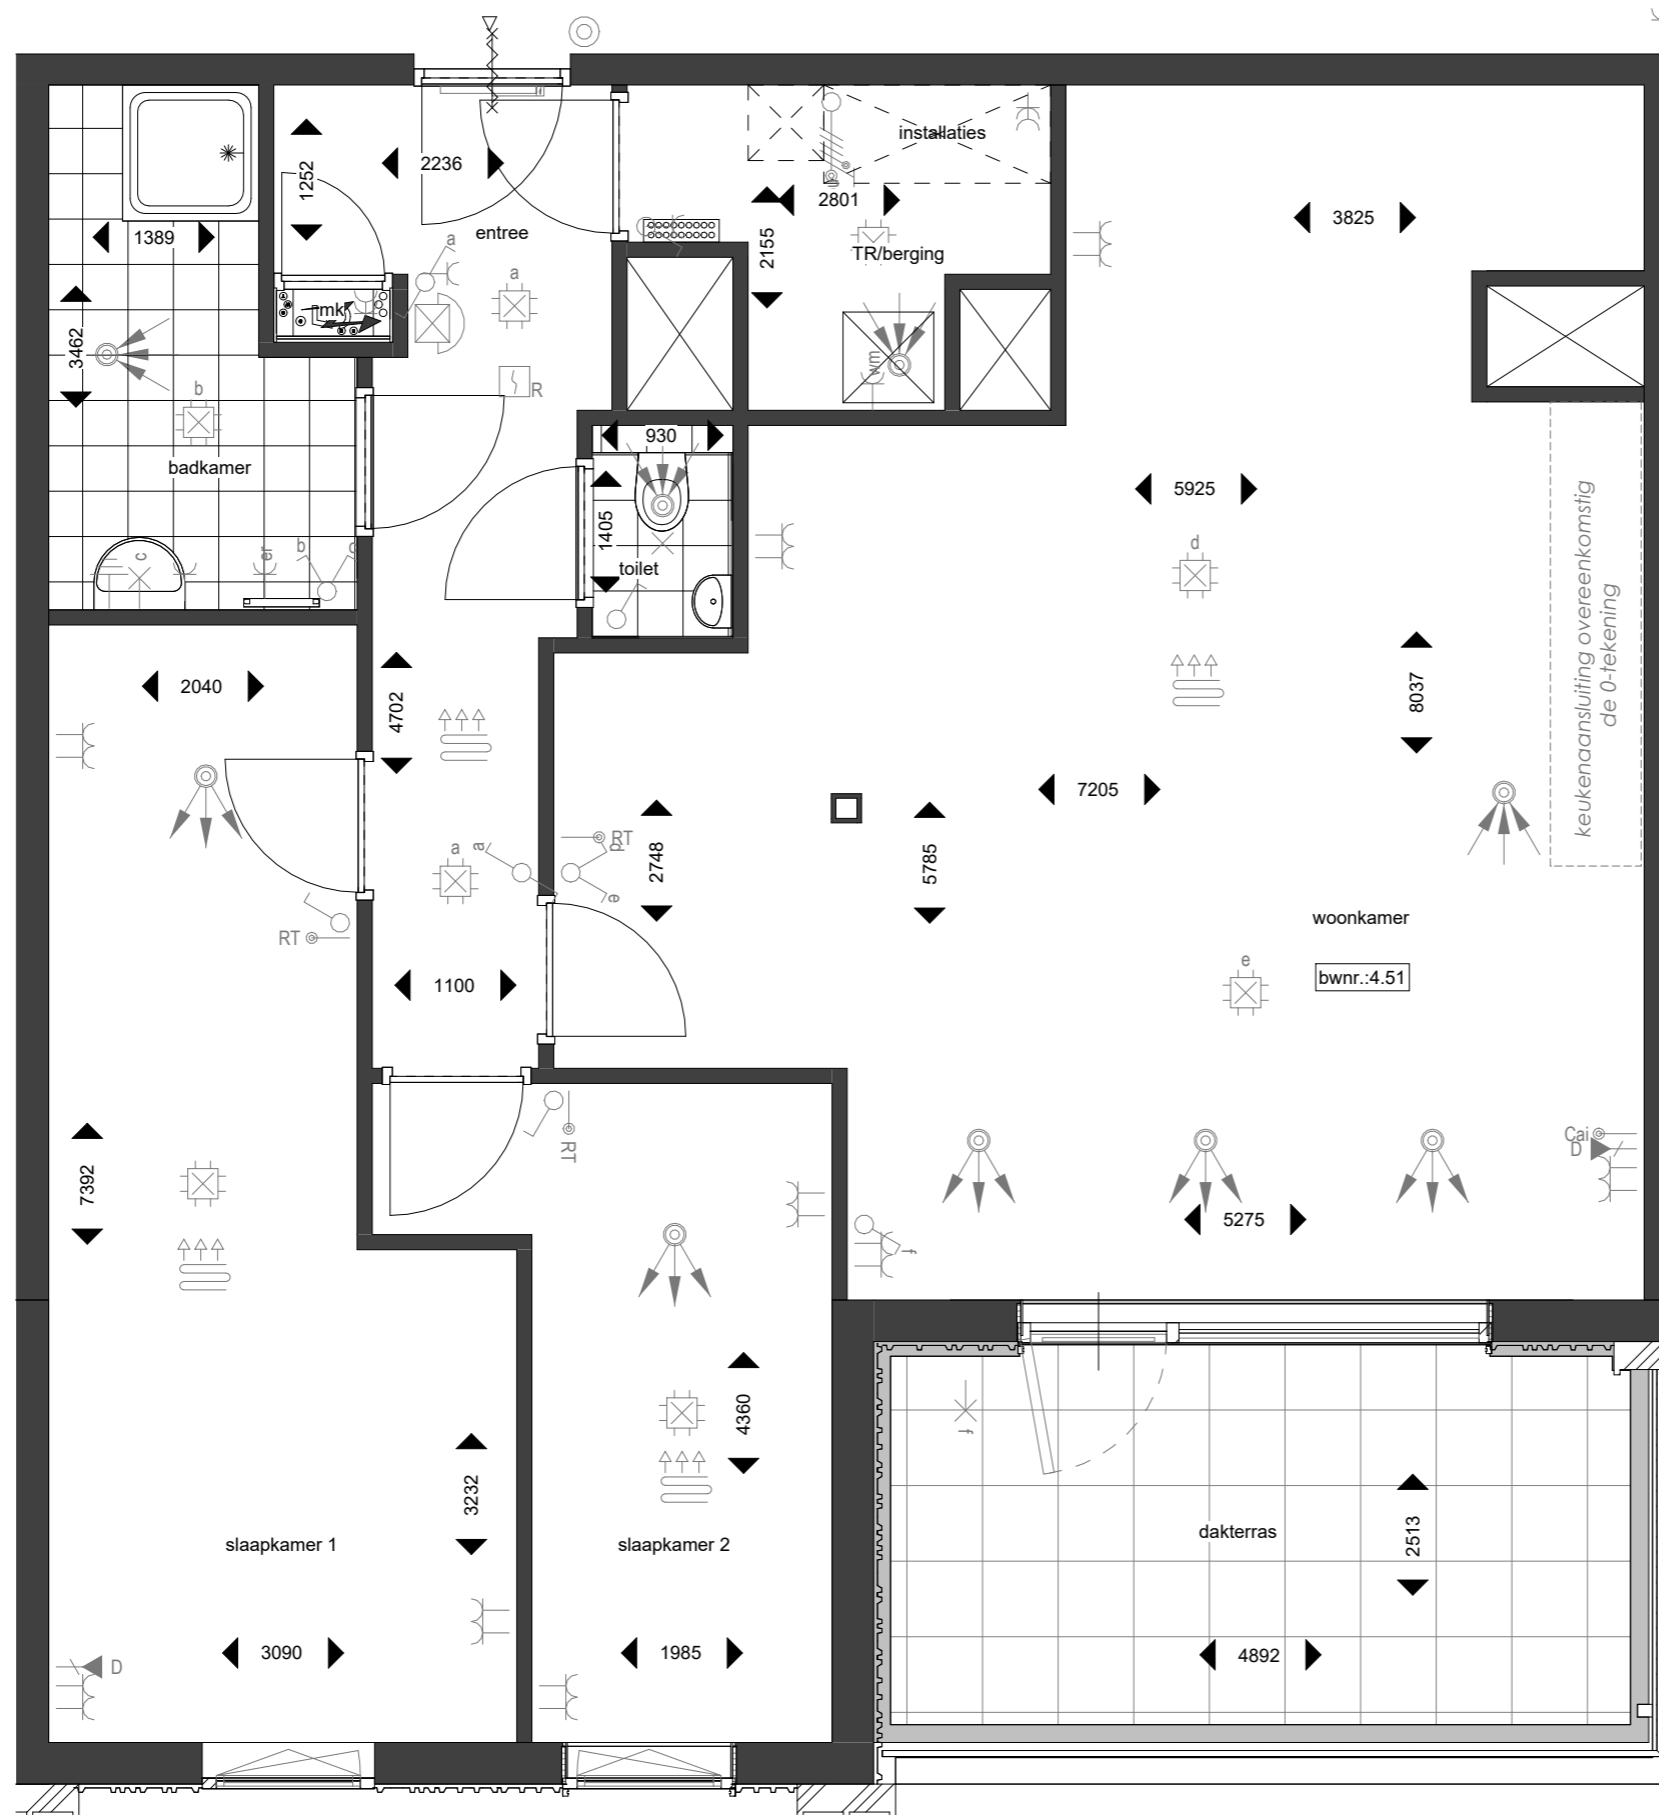 installaties
2236
1252
2801
3825
1389
entree
a
2155
TR/berging
a
mk
3462
wm
R
b
930
badkamer
5925
1405
d
keukenaansluiting overeenkomstig
de 0-tekening
c
er
b
c
toilet
2040
4702
8037
7205
RT
d
a
a
2748
5785
e
woonkamer
RT
e
bwnr.:4.51
1100
RT
Cai
D
7392
5275
f
4360
f
3232
dakterras
2513
slaapkamer 1
slaapkamer 2
3090
1985
4892
D